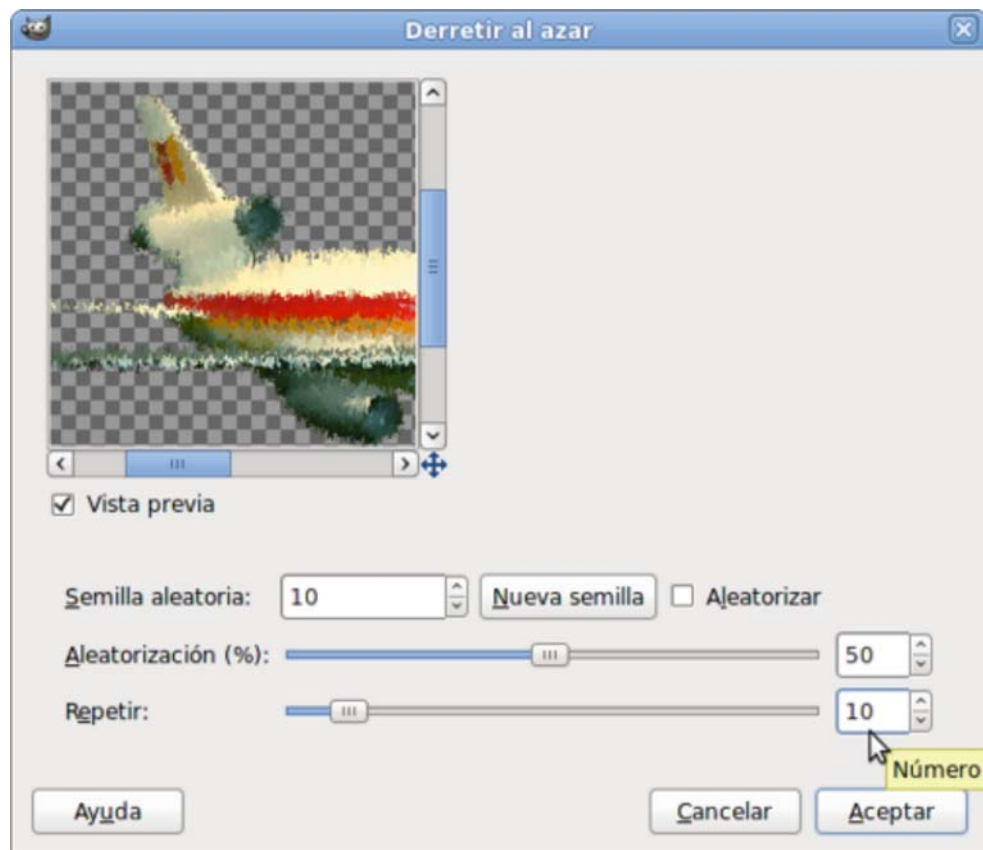 Derretir al azar
Vista previa
Semilla aleatoria: 10 Nueva semilla Aleatorizar
Aleatorización (%): 50
Repetir: 10
Número
Ayuda Cancelar Aceptar